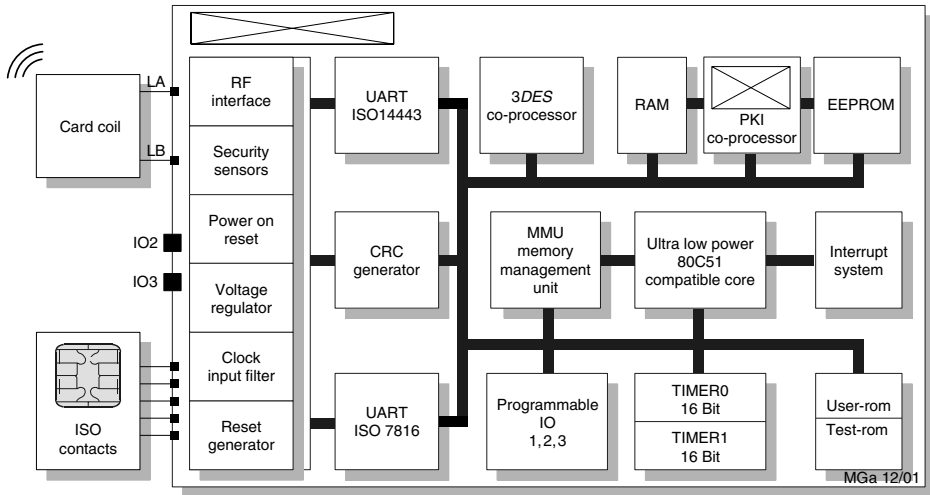 Card coil
LA
LB
IO2
IO3
ISO
contacts
RF
interface
Security
sensors
Power on
reset
Voltage
regulator
Clock
input filter
Reset
generator
UART
ISO14443
CRC
generator
UART
ISO 7816
3DES
co-processor
RAM
PKI
co-processor
EEPROM
MMU
memory
management
unit
Ultra low power
80C51
compatible core
Interrupt
system
Programmable
IO
1, 2, 3
TIMER0
16 Bit
TIMER1
16 Bit
User-rom
Test-rom
MGa 12/01